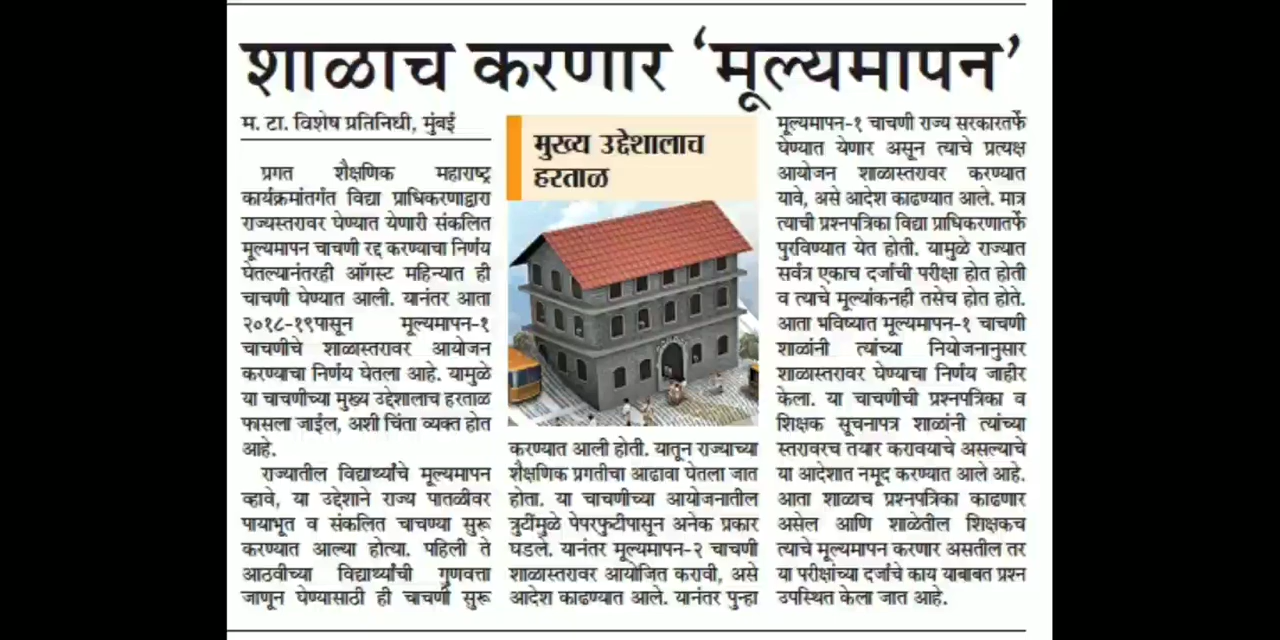 शाळाच करणार ‘मूल्यमापन’
म. टा. विशेष प्रतिनिधी, मुंबई
प्रगत शैक्षणिक महाराष्ट्र
कार्यक्रमांतर्गत विद्या प्राधिकरणाद्वारा
राज्यस्तरावर घेण्यात येणारी संकलित
मूल्यमापन चाचणी रद्द करण्याचा निर्णय
घेतल्यानंतरही ऑगस्ट महिन्यात ही
चाचणी घेण्यात आली. यानंतर आता
२०१८-१९पासून मूल्यमापन-१
चाचणीचे शाळास्तरावर आयोजन
करण्याचा निर्णय घेतला आहे. यामुळे
या चाचणीच्या मुख्य उद्देशालाच हरताळ
फासला जाईल, अशी चिंता व्यक्त होत
आहे.
राज्यातील विद्यार्थ्यांचे मूल्यमापन
व्हावे, या उद्देशाने राज्य पातळीवर
पायाभूत व संकलित चाचण्या सुरू
करण्यात आल्या होत्या. पहिली ते
आठवीच्या विद्यार्थ्यांची गुणवत्ता
जाणून घेण्यासाठी ही चाचणी सुरू
मुख्य उद्देशालाच
हरताळ
करण्यात आली होती. यातून राज्याच्या
शैक्षणिक प्रगतीचा आढावा घेतला जात
होता. या चाचणीच्या आयोजनातील
त्रुटींमुळे पेपरफुटीपासून अनेक प्रकार
घडले. यानंतर मूल्यमापन-२ चाचणी
शाळास्तरावर आयोजित करावी, असे
आदेश काढण्यात आले. यानंतर पुन्हा
मूल्यमापन-१ चाचणी राज्य सरकारतर्फे
घेण्यात येणार असून त्याचे प्रत्यक्ष
आयोजन शाळास्तरावर करण्यात
यावे, असे आदेश काढण्यात आले. मात्र
त्याची प्रश्नपत्रिका विद्या प्राधिकरणातर्फे
पुरविण्यात येत होती. यामुळे राज्यात
सर्वत्र एकाच दर्जाची परीक्षा होत होती
व त्याचे मूल्यांकनही तसेच होत होते.
आता भविष्यात मूल्यमापन-१ चाचणी
शाळांनी त्यांच्या नियोजनानुसार
शाळास्तरावर घेण्याचा निर्णय जाहीर
केला. या चाचणीची प्रश्नपत्रिका व
शिक्षक सूचनापत्र शाळांनी त्यांच्या
स्तरावरच तयार करावयाचे असल्याचे
या आदेशात नमूद करण्यात आले आहे.
आता शाळाच प्रश्नपत्रिका काढणार
असेल आणि शाळेतील शिक्षकच
त्याचे मूल्यमापन करणार असतील तर
या परीक्षांच्या दर्जाचे काय याबाबत प्रश्न
उपस्थित केला जात आहे.